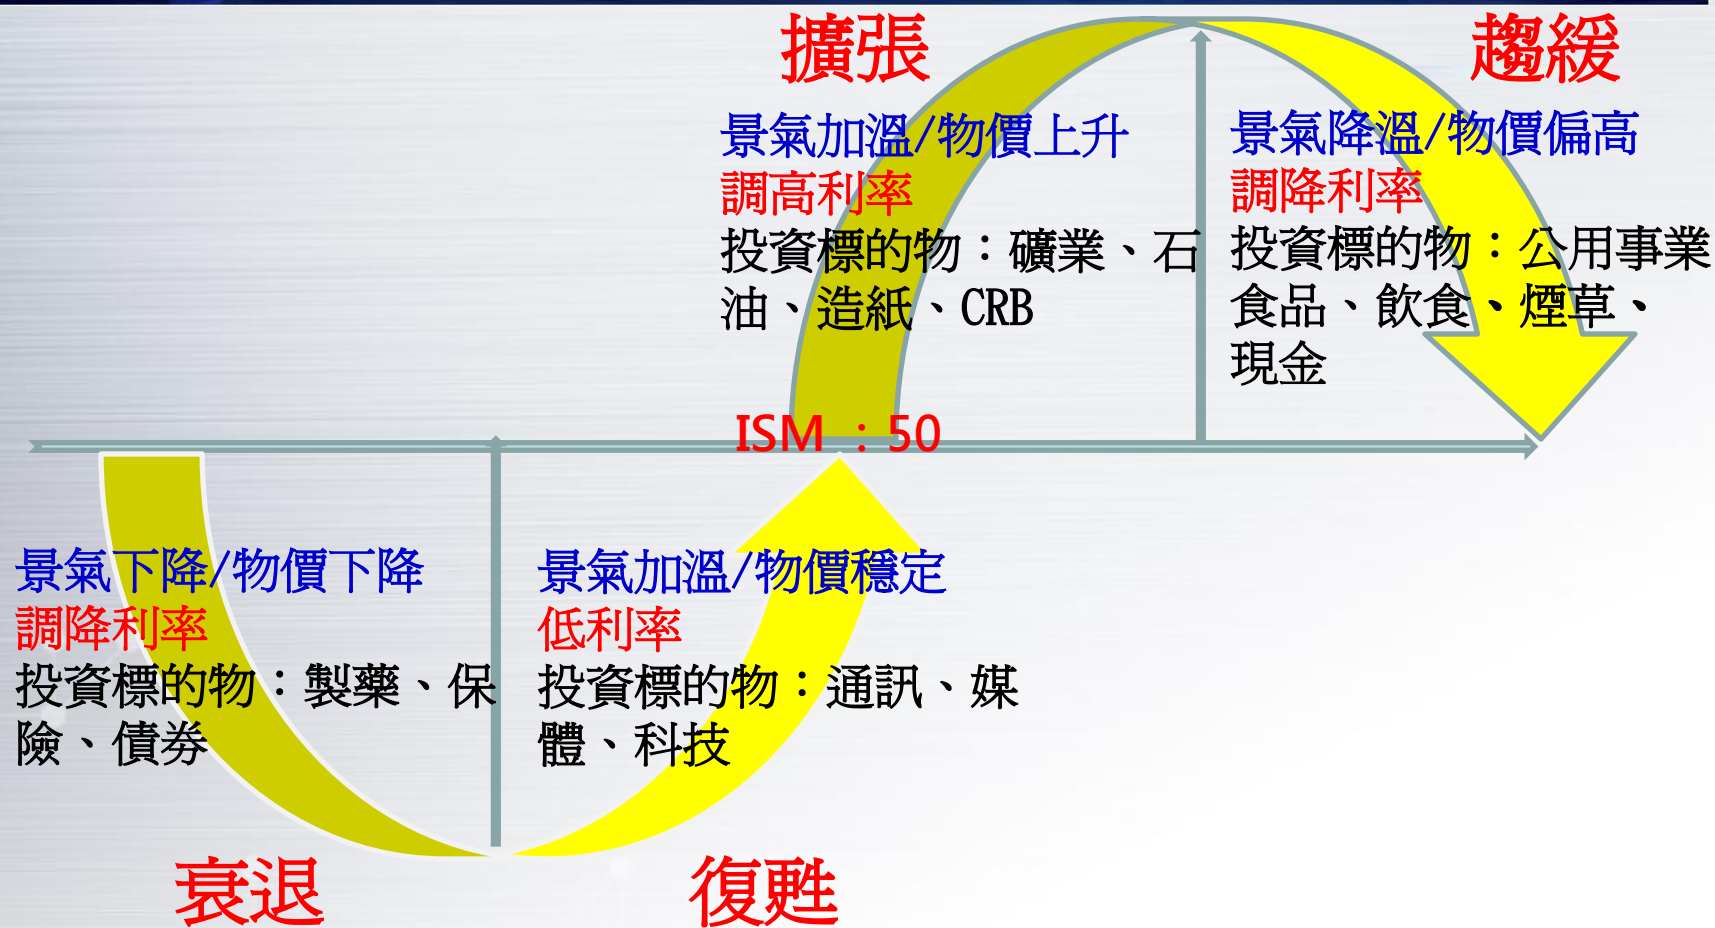 擴張
景氣加溫/物價上升
調高利率
投資標的物：礦業、石
油、造紙、CRB
趨緩
景氣降溫/物價偏高
調降利率
投資標的物：公用事業
食品、飲食、煙草、
現金
ISM ：50
景氣下降/物價下降
調降利率
投資標的物：製藥、保
險、債券
衰退
景氣加溫/物價穩定
低利率
投資標的物：通訊、媒
體、科技
復甦